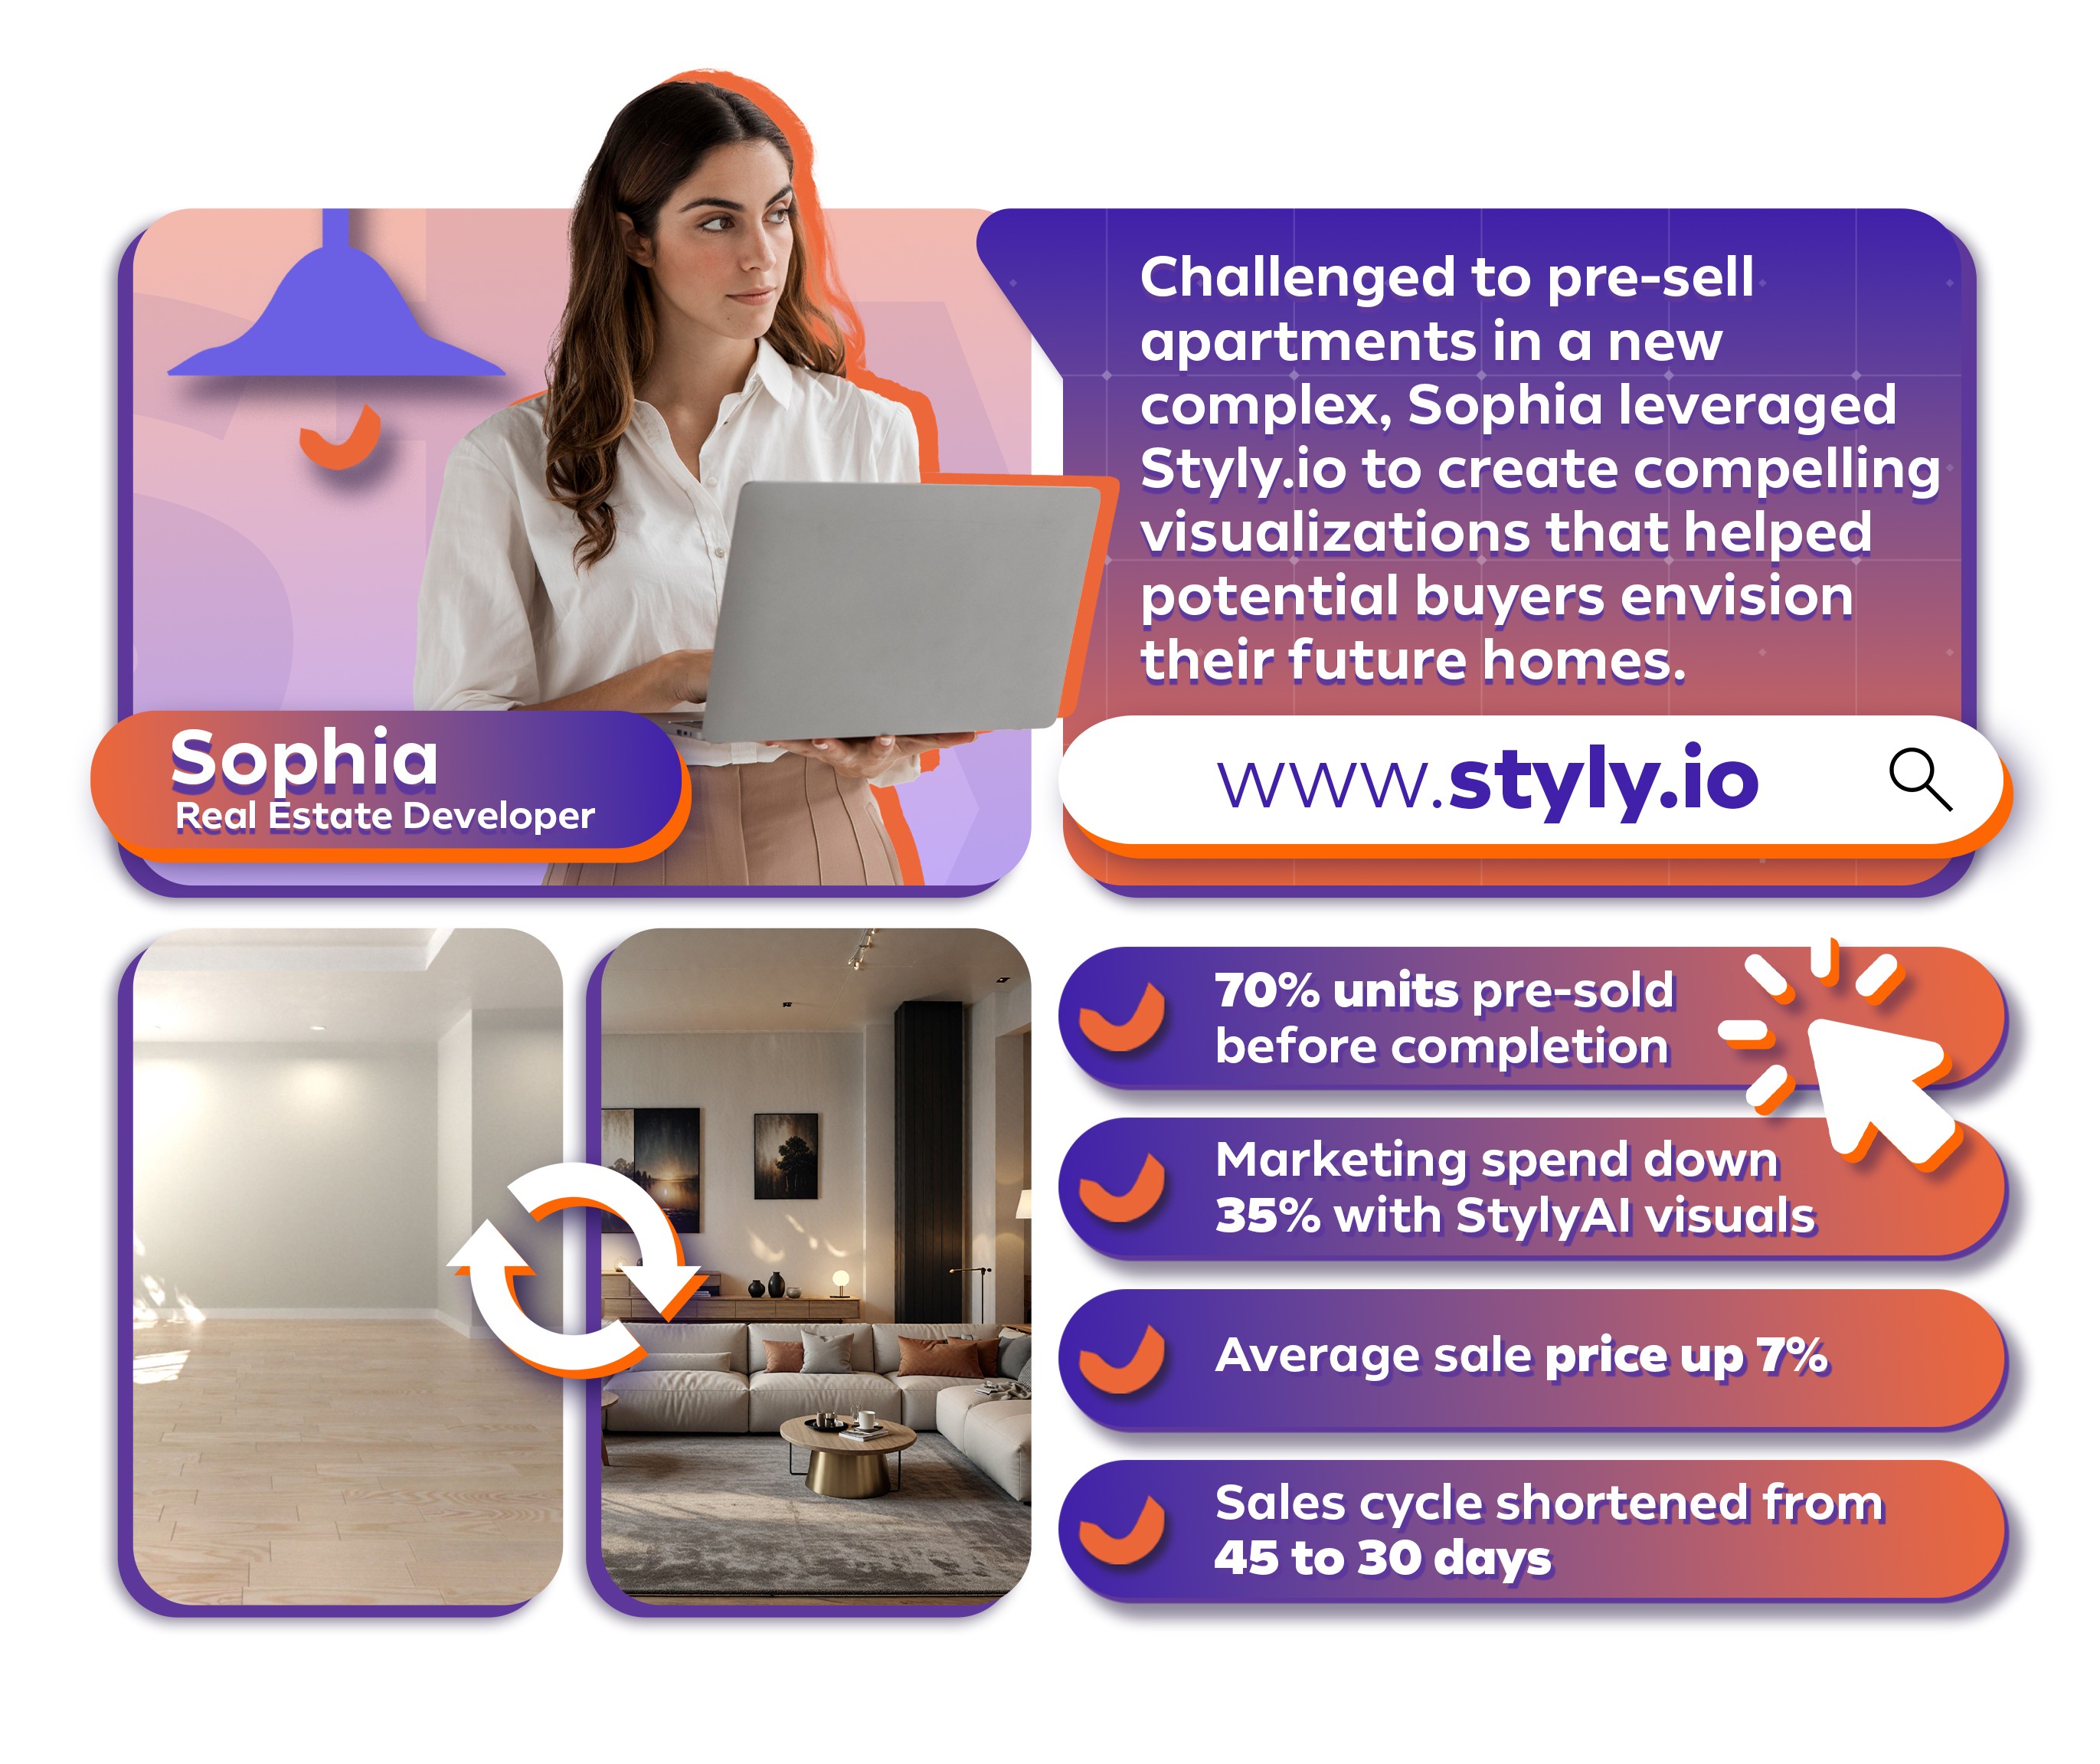 Challenged to pre-sell
apartments in a new
complex, Sophia leveraged
Styly.io to create compelling
visualizations that helped
potential buyers envision
their future homes.
Sophia
Real Estate Developer
www.styly.io
70% units pre-sold
before completion
Marketing spend down
35% with StylyAI visuals
Average sale price up 7%
Sales cycle shortened from
45 to 30 days